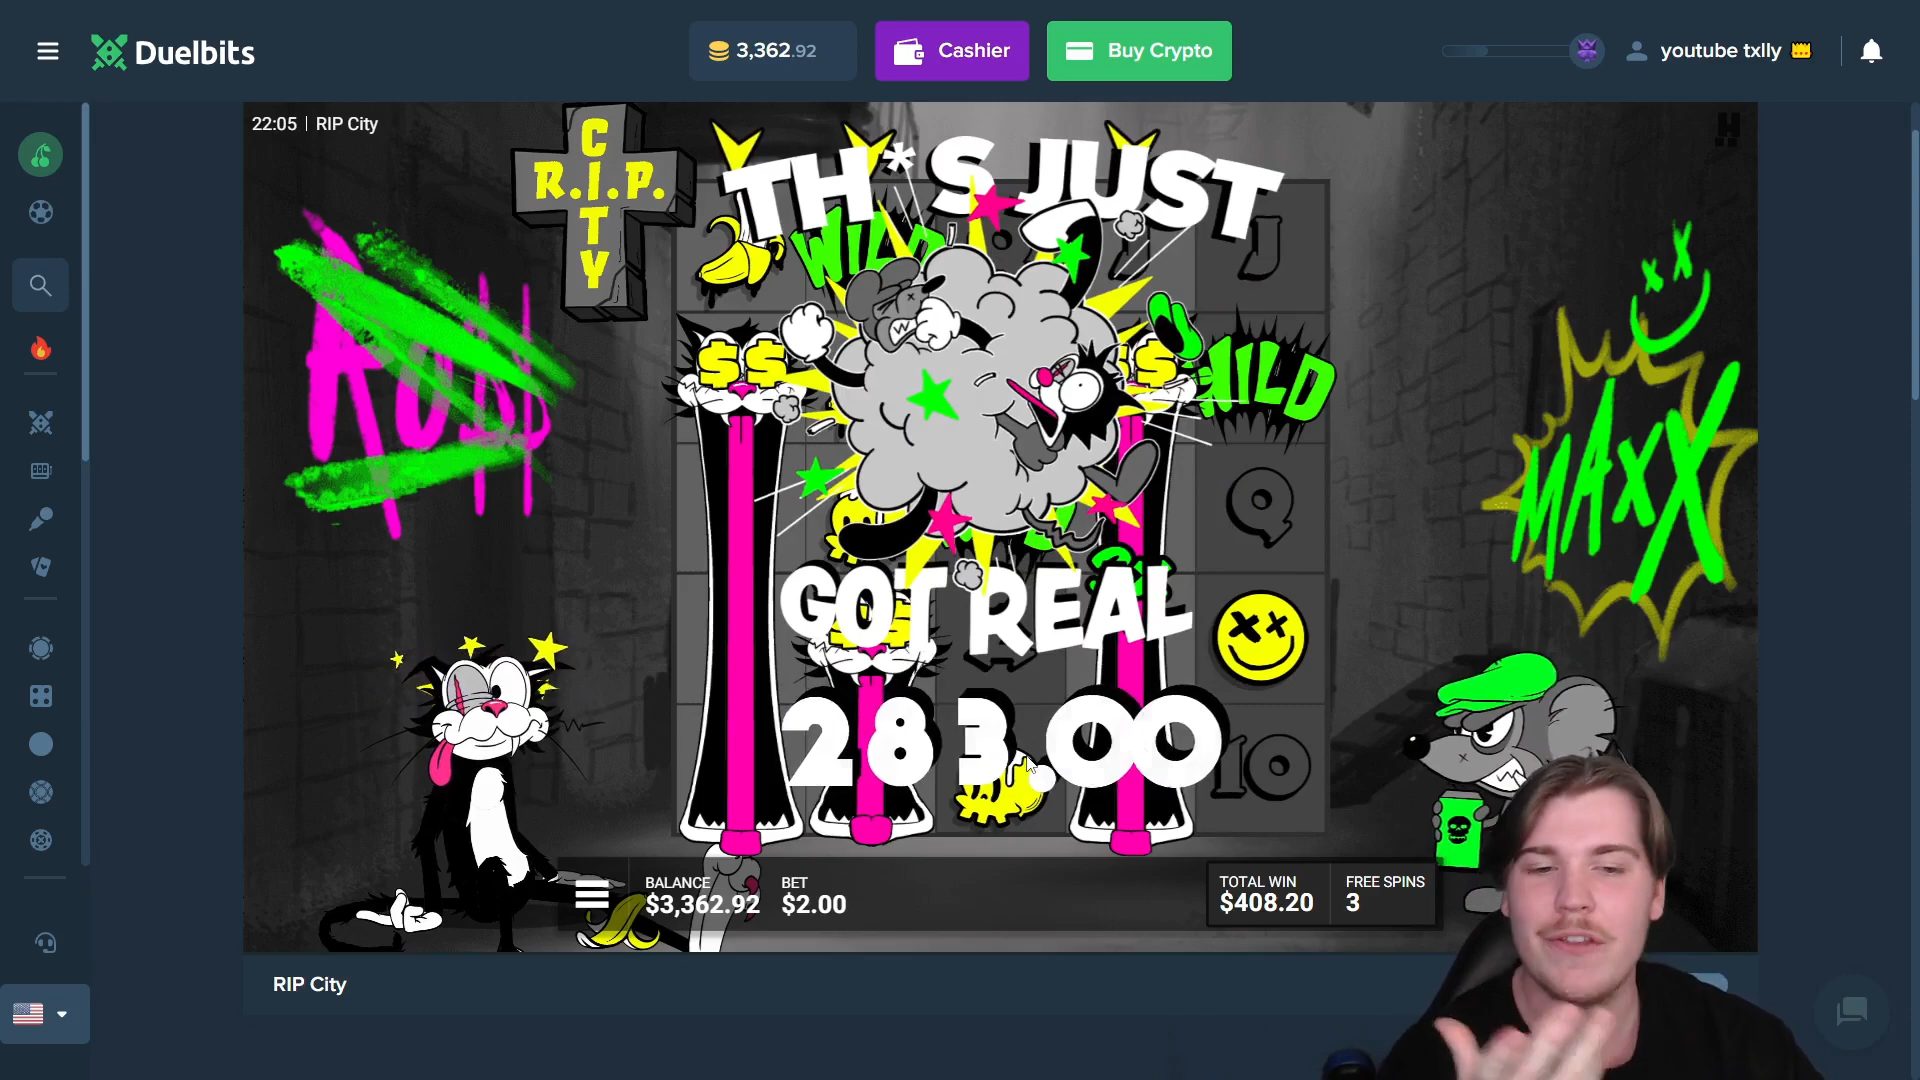 Duelbits
3,362.92
Cashier
Buy Crypto
youtube txlly
22:05 | RIP City
CITY
R.I.P.
TH*S JUST
WILD
J
$$
$
WILD
MAXX
Q
GOT REAL
283.00
10
BALANCE
$3,362.92
BET
$2.00
TOTAL WIN
$408.20
FREE SPINS
3
RIP City